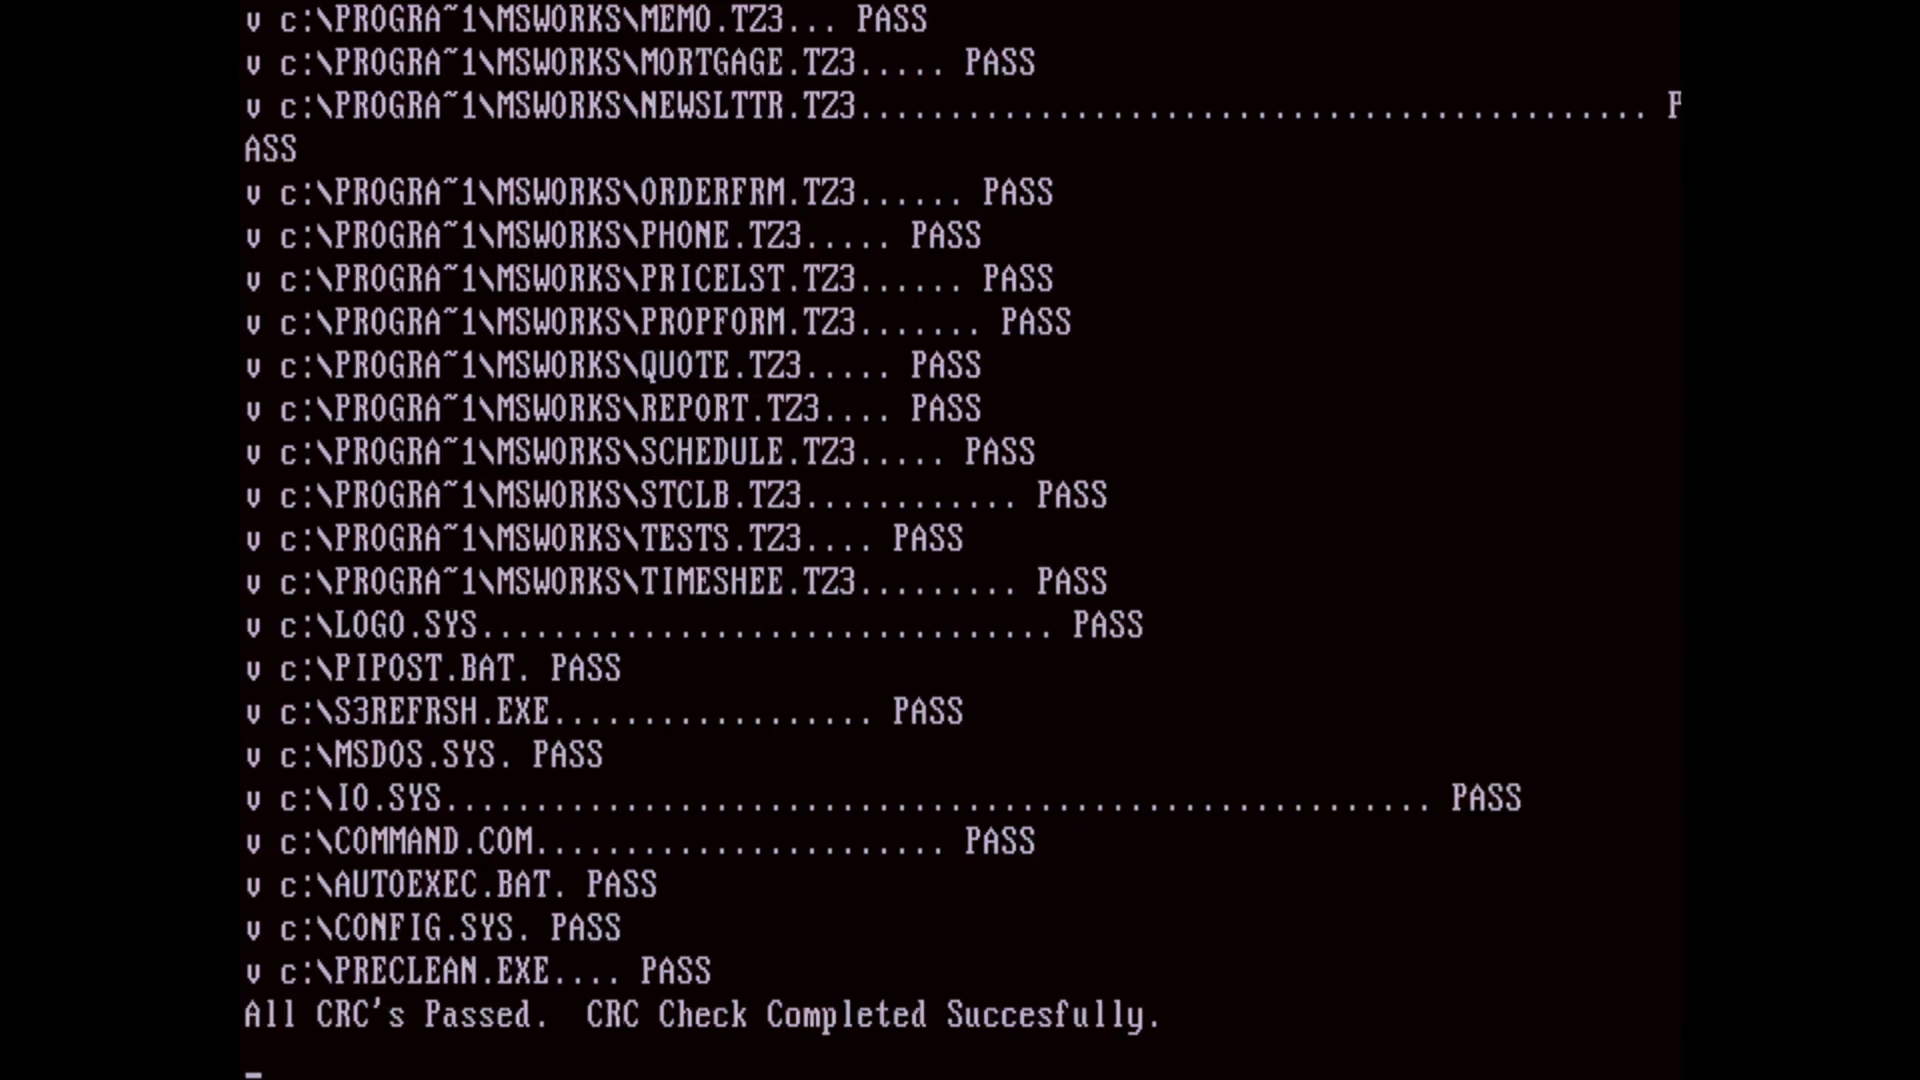 v c:\PROGRA~1\MSWORKS\MEMO.TZ3... PASS
v c:\PROGRA~1\MSWORKS\MORTGAGE.TZ3..... PASS
v c:\PROGRA~1\MSWORKS\NEWSLTTR.TZ3............................................ P
ASS
v c:\PROGRA~1\MSWORKS\ORDERFRM.TZ3...... PASS
v c:\PROGRA~1\MSWORKS\PHONE.TZ3..... PASS
v c:\PROGRA~1\MSWORKS\PRICELST.TZ3...... PASS
v c:\PROGRA~1\MSWORKS\PROPFORM.TZ3....... PASS
v c:\PROGRA~1\MSWORKS\QUOTE.TZ3..... PASS
v c:\PROGRA~1\MSWORKS\REPORT.TZ3.... PASS
v c:\PROGRA~1\MSWORKS\SCHEDULE.TZ3..... PASS
v c:\PROGRA~1\MSWORKS\STCLB.TZ3............ PASS
v c:\PROGRA~1\MSWORKS\TESTS.TZ3.... PASS
v c:\PROGRA~1\MSWORKS\TIMESHEE.TZ3......... PASS
v c:\LOGO.SYS................................ PASS
v c:\PIPOST.BAT. PASS
v c:\S3REFRSH.EXE.................. PASS
v c:\MSDOS.SYS. PASS
v c:\IO.SYS....................................................... PASS
v c:\COMMAND.COM....................... PASS
v c:\AUTOEXEC.BAT. PASS
v c:\CONFIG.SYS. PASS
v c:\PRECLEAN.EXE.... PASS
All CRC's Passed.  CRC Check Completed Succesfully.
_